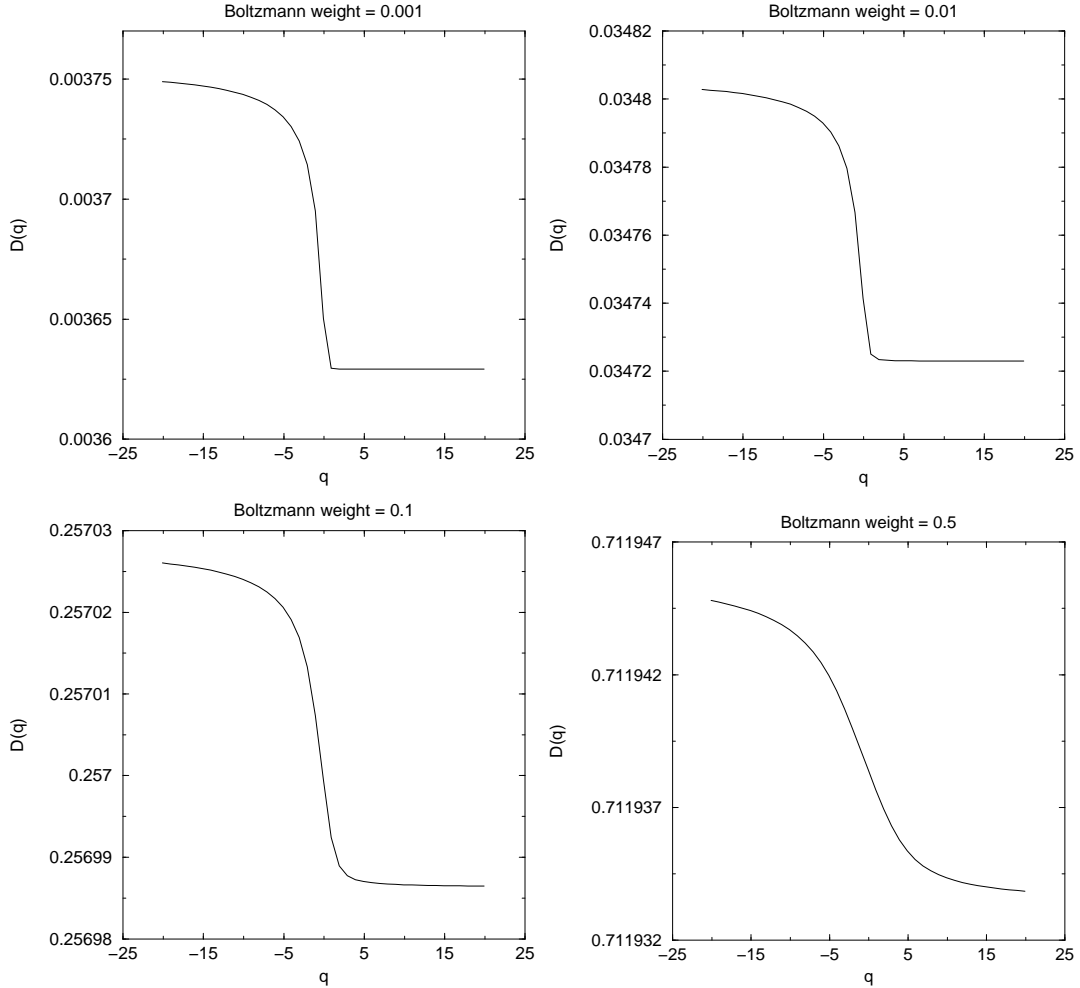 Boltzmann weight = 0.001
0.00375
0.0037
0.00365
0.0036
D(q)
−25 −15 −5 5 15 25
q
Boltzmann weight = 0.01
0.03482
0.0348
0.03478
0.03476
0.03474
0.03472
0.0347
D(q)
−25 −15 −5 5 15 25
q
Boltzmann weight = 0.1
0.25703
0.25702
0.25701
0.257
0.25699
0.25698
D(q)
−25 −15 −5 5 15 25
q
Boltzmann weight = 0.5
0.711947
0.711942
0.711937
0.711932
D(q)
−25 −15 −5 5 15 25
q